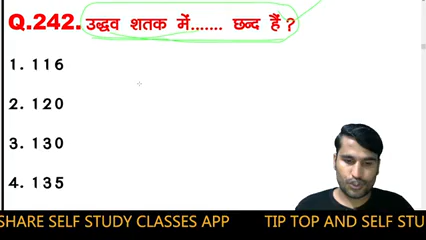 Q.242. उद्धव शतक में....... छन्द हैं ?
1. 116
2. 120
3. 130
4. 135
SHARE SELF STUDY CLASSES APP TIP TOP AND SELF STU